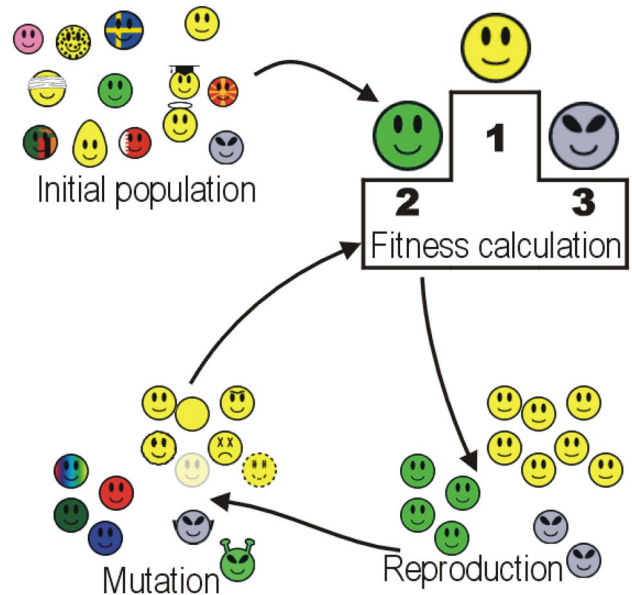 Initial population
1
2
3
Fitness calculation
Reproduction
Mutation